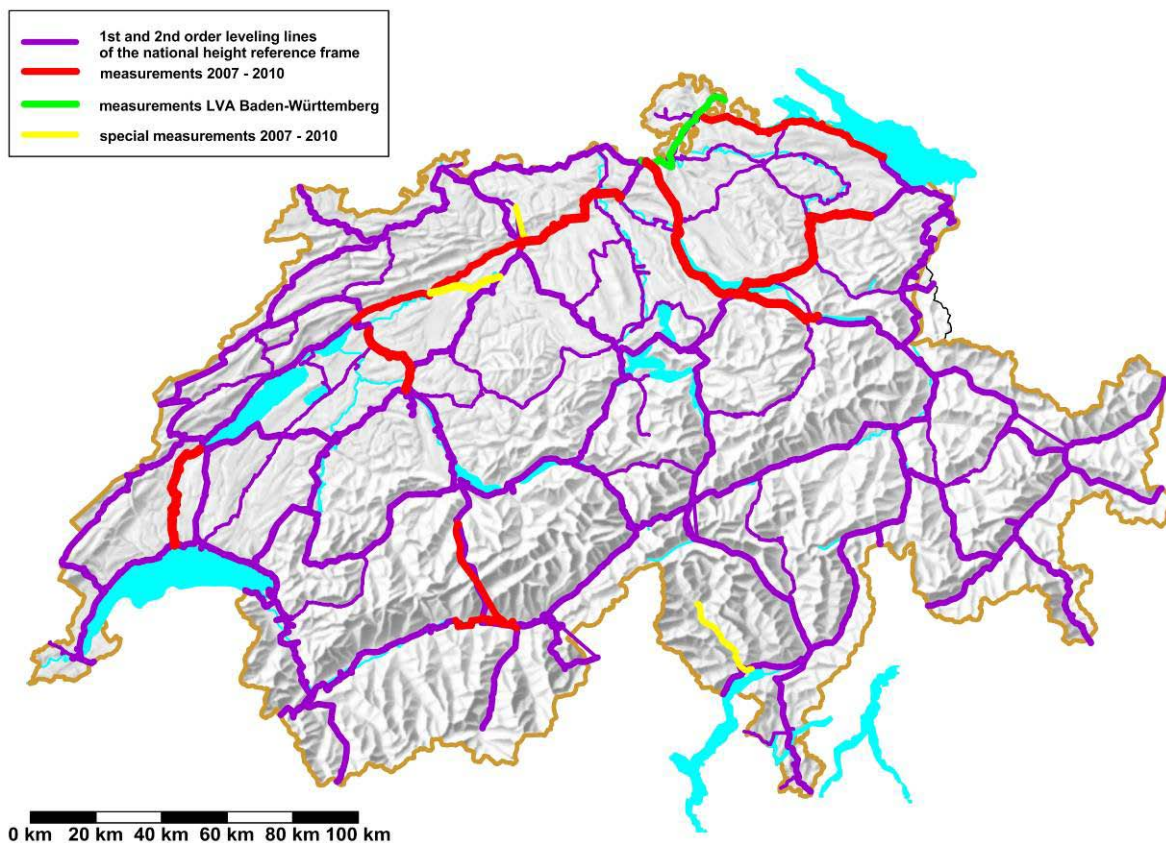 1st and 2nd order leveling lines
of the national height reference frame
measurements 2007 - 2010
measurements LVA Baden-Württemberg
special measurements 2007 - 2010
0 km 20 km 40 km 60 km 80 km 100 km